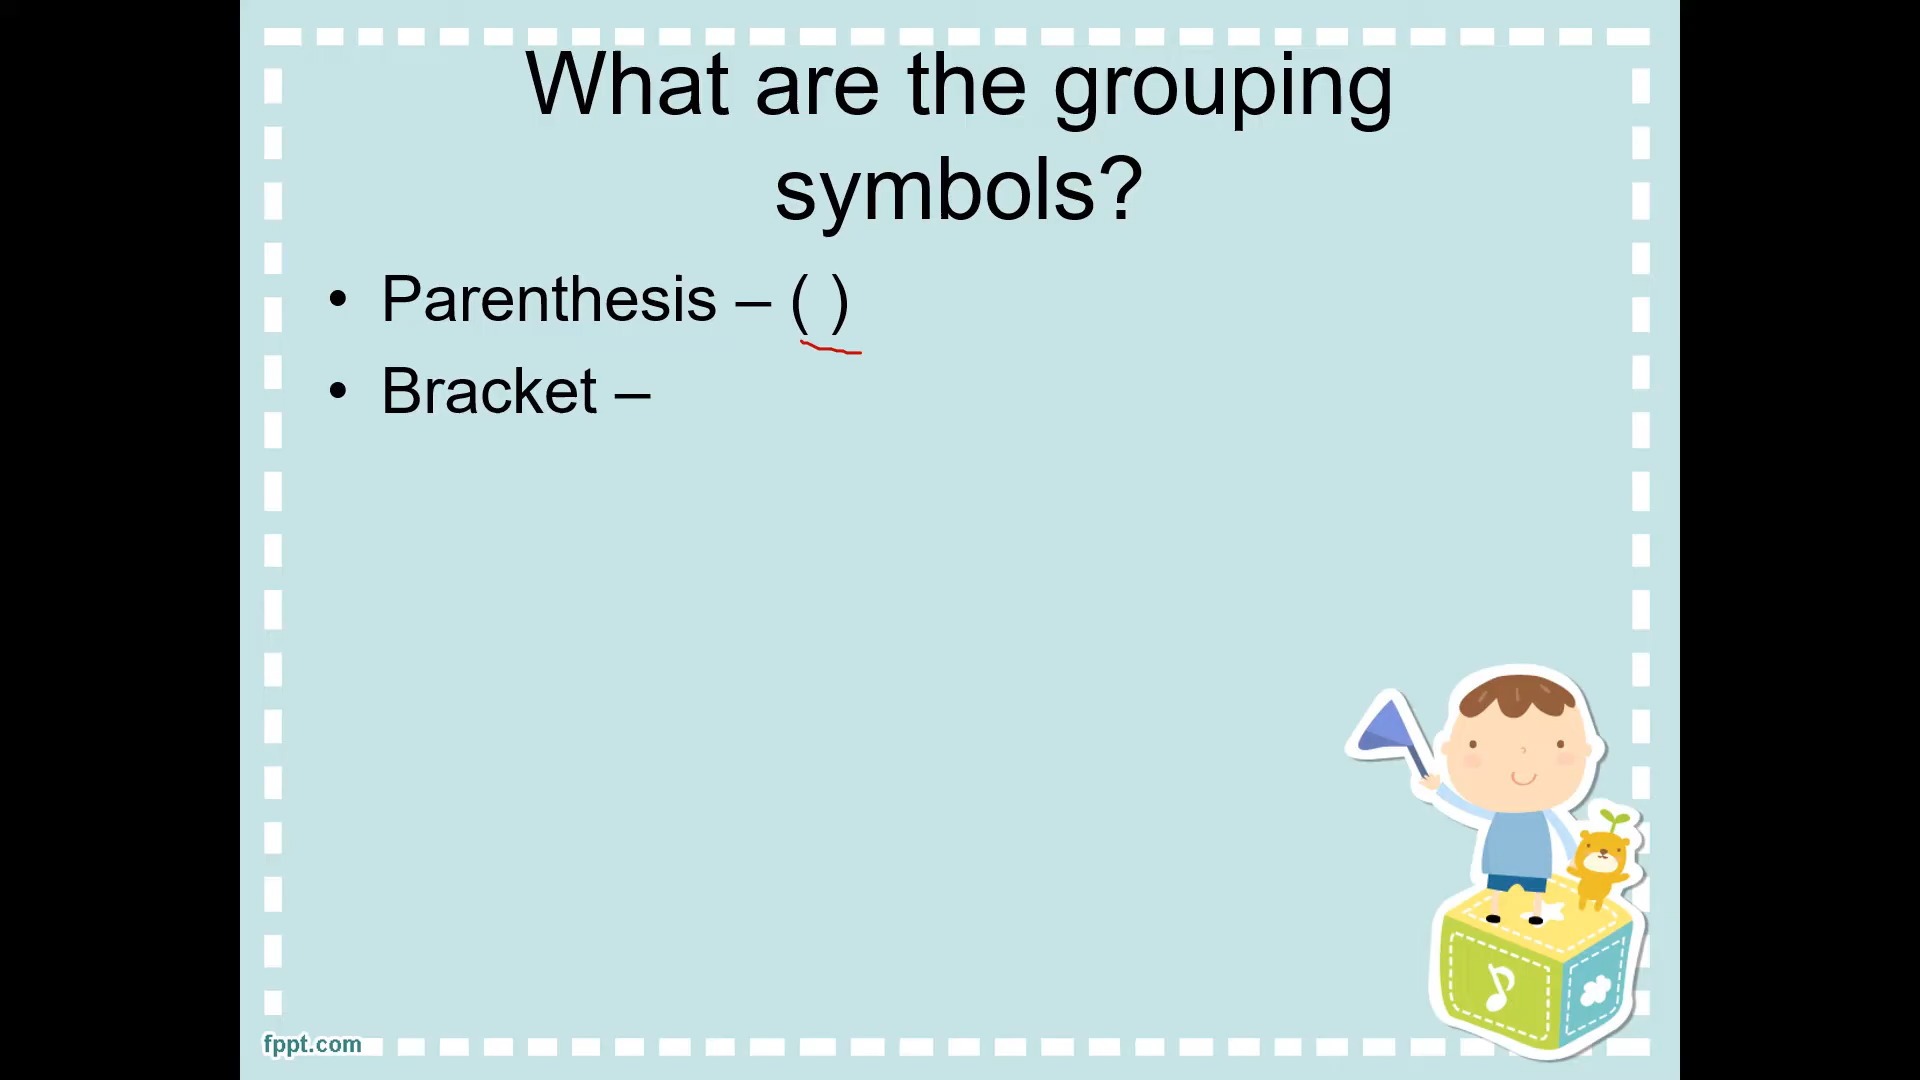 What are the grouping
symbols?
• Parenthesis – ( )
• Bracket –
fppt.com